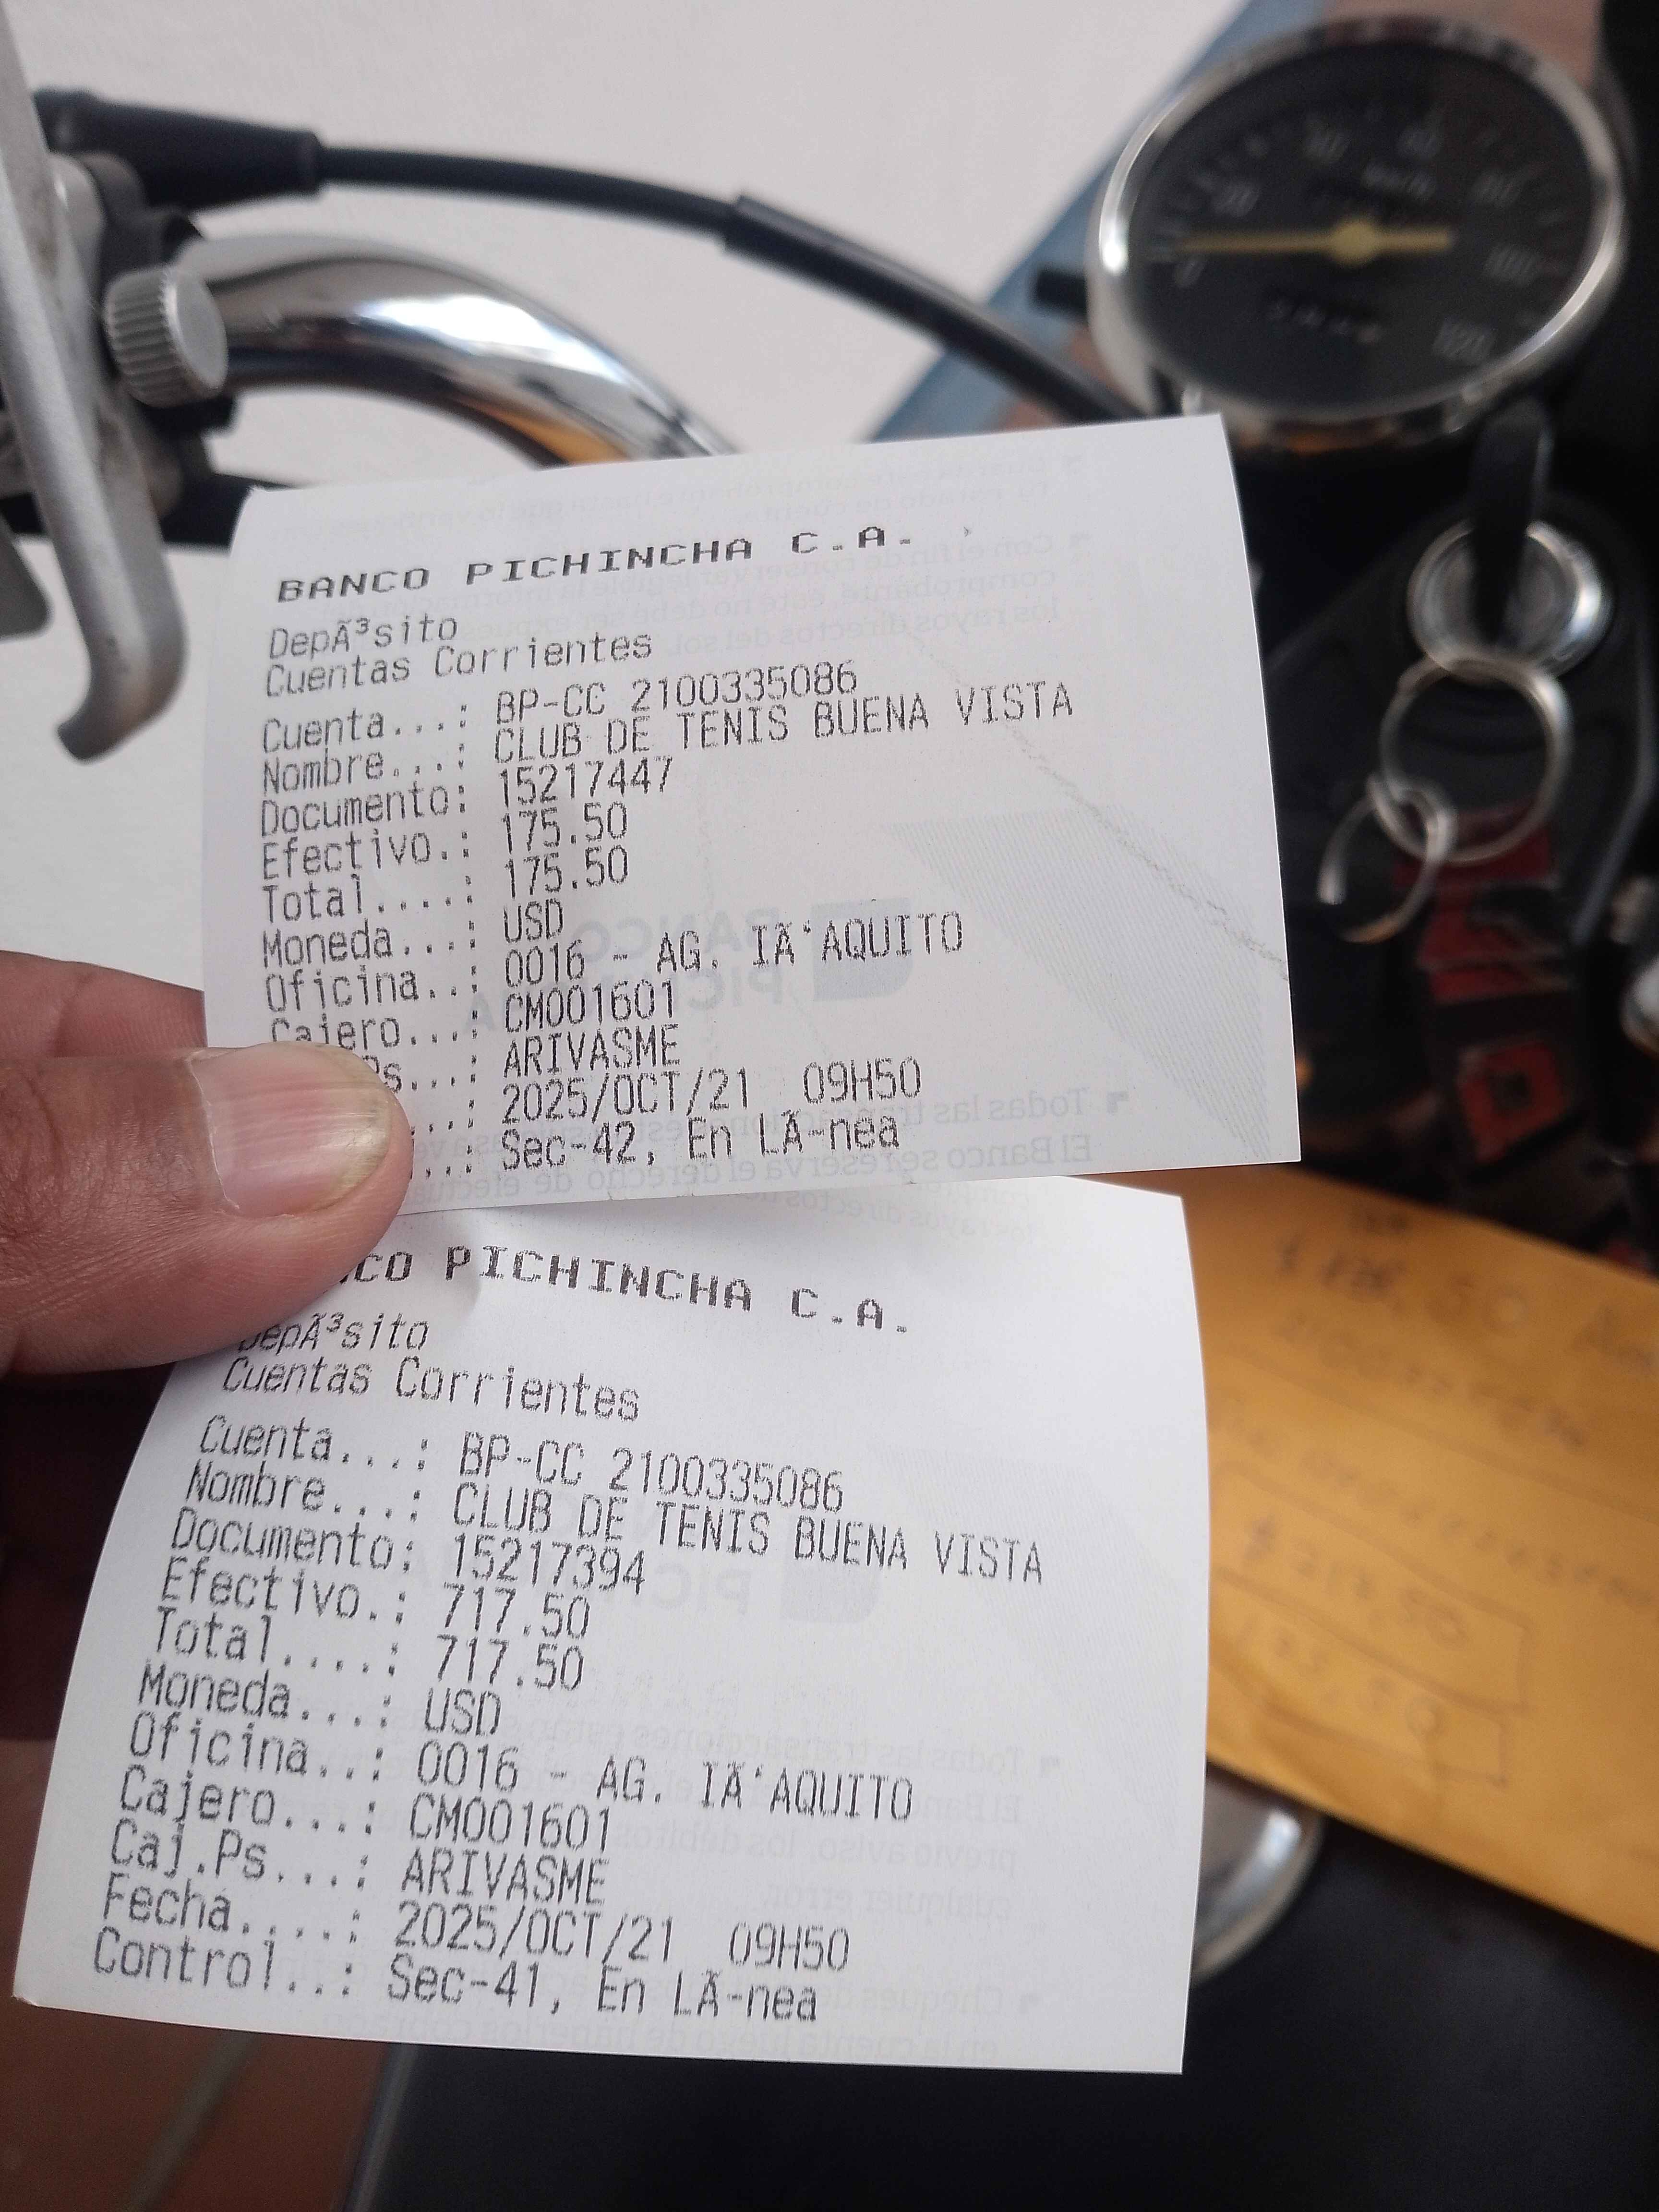 BANCO PICHINCHA C.A.
DepÃ³sito
Cuentas Corrientes
Cuenta...: BP-CC 2100335086
Nombre...: CLUB DE TENIS BUENA VISTA
Documento: 15217447
Efectivo.: 175.50
Total....: 175.50
Moneda...: USD
Oficina..: 0016 - AG. IÃ‘AQUITO
Cajero...: CM001601
Ps...: ARIVASME
...: 2025/OCT/21 09H50
..: Sec-42, En LÃ-nea
CO PICHINCHA C.A.
DepÃ³sito
Cuentas Corrientes
Cuenta...: BP-CC 2100335086
Nombre...: CLUB DE TENIS BUENA VISTA
Documento: 15217394
Efectivo.: 717.50
Total....: 717.50
Moneda...: USD
Oficina..: 0016 - AG. IÃ‘AQUITO
Cajero...: CM001601
Caj.Ps...: ARIVASME
Fecha....: 2025/OCT/21 09H50
Control..: Sec-41, En LÃ-nea